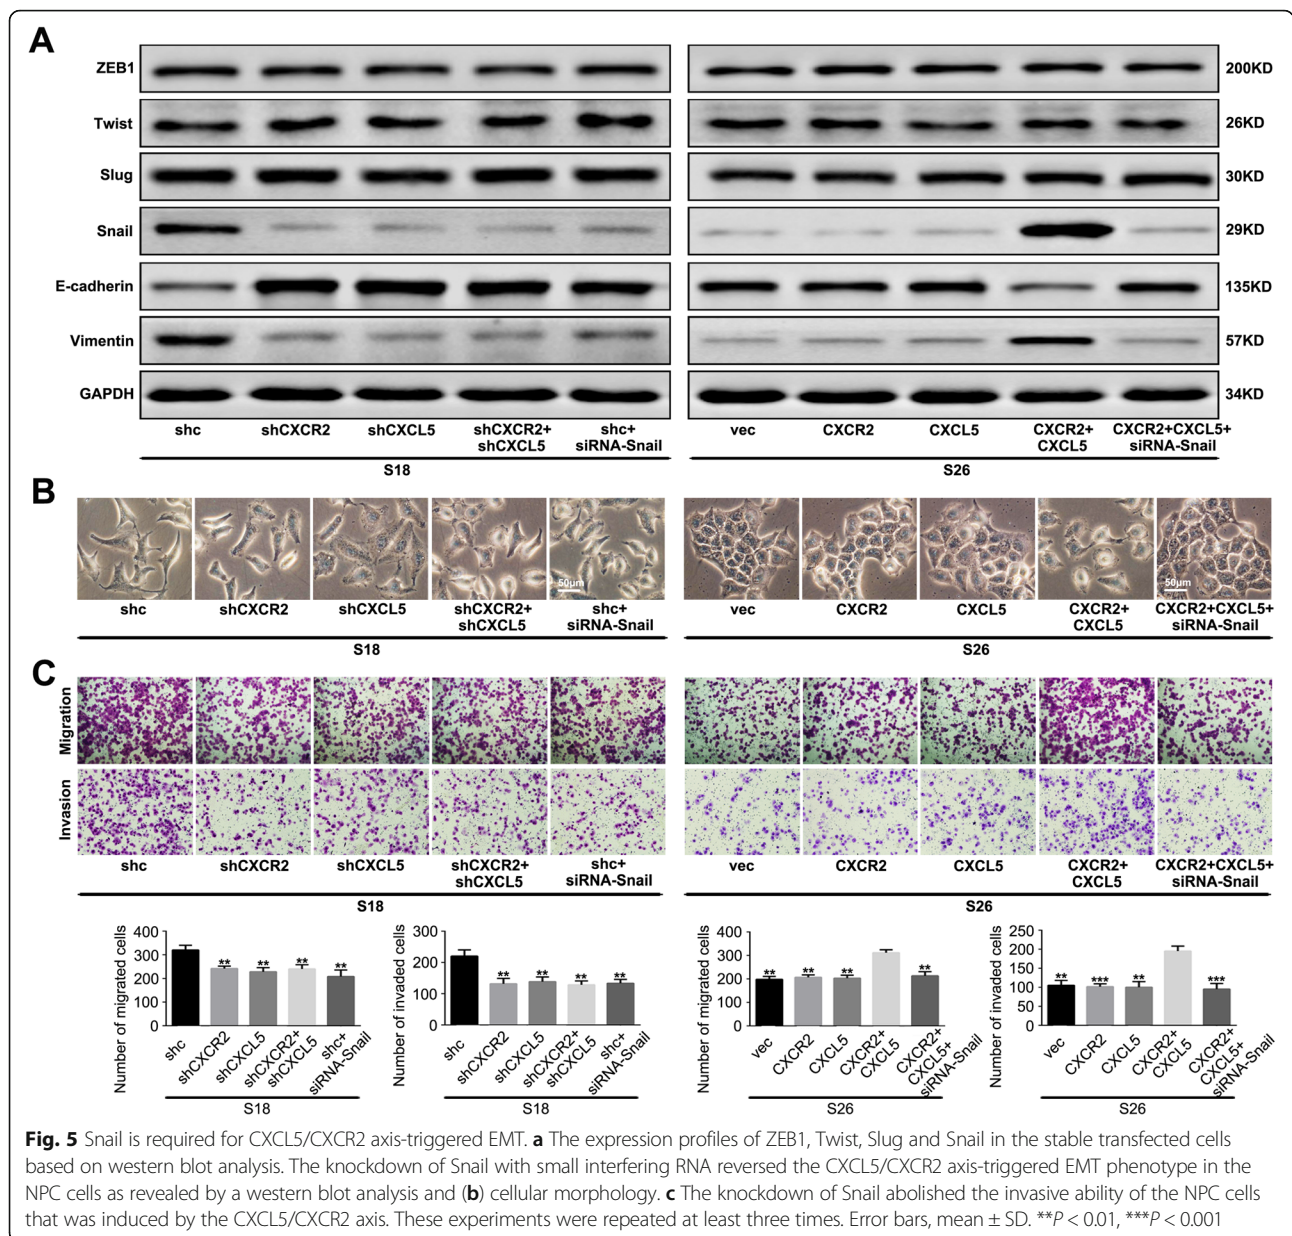 A
ZEB1
200KD
Twist
26KD
Slug
30KD
Snail
29KD
E-cadherin
135KD
Vimentin
57KD
GAPDH
34KD
shc
shCXCR2
shCXCL5
shCXCR2+
shCXCL5
shc+
siRNA-Snail
S18
vec
CXCR2
CXCL5
CXCR2+
CXCL5
CXCR2+CXCL5+
siRNA-Snail
S26
B
50μm
50μm
shc
shCXCR2
shCXCL5
shCXCR2+
shCXCL5
shc+
siRNA-Snail
S18
vec
CXCR2
CXCL5
CXCR2+
CXCL5
CXCR2+CXCL5+
siRNA-Snail
S26
C
Migration
Invasion
shc
shCXCR2
shCXCL5
shCXCR2+
shCXCL5
shc+
siRNA-Snail
S18
vec
CXCR2
CXCL5
CXCR2+
CXCL5
CXCR2+CXCL5+
siRNA-Snail
S26
Number of migrated cells
400
300
200
100
0
** ** ** **
shc
shCXCR2
shCXCL5
shCXCR2+
shCXCL5
shc+
siRNA-Snail
S18
Number of invaded cells
300
200
100
0
** ** ** **
shc
shCXCR2
shCXCL5
shCXCR2+
shCXCL5
shc+
siRNA-Snail
S18
Number of migrated cells
400
300
200
100
0
** ** ** **
vec
CXCR2
CXCL5
CXCR2+
CXCL5
CXCR2+
CXCL5+
siRNA-Snail
S26
Number of invaded cells
250
200
150
100
50
0
** *** ** ***
vec
CXCR2
CXCL5
CXCR2+
CXCL5
CXCR2+
CXCL5+
siRNA-Snail
S26
Fig. 5 Snail is required for CXCL5/CXCR2 axis-triggered EMT. a The expression profiles of ZEB1, Twist, Slug and Snail in the stable transfected cells
based on western blot analysis. The knockdown of Snail with small interfering RNA reversed the CXCL5/CXCR2 axis-triggered EMT phenotype in the
NPC cells as revealed by a western blot analysis and (b) cellular morphology. c The knockdown of Snail abolished the invasive ability of the NPC cells
that was induced by the CXCL5/CXCR2 axis. These experiments were repeated at least three times. Error bars, mean ± SD. **P < 0.01, ***P < 0.001